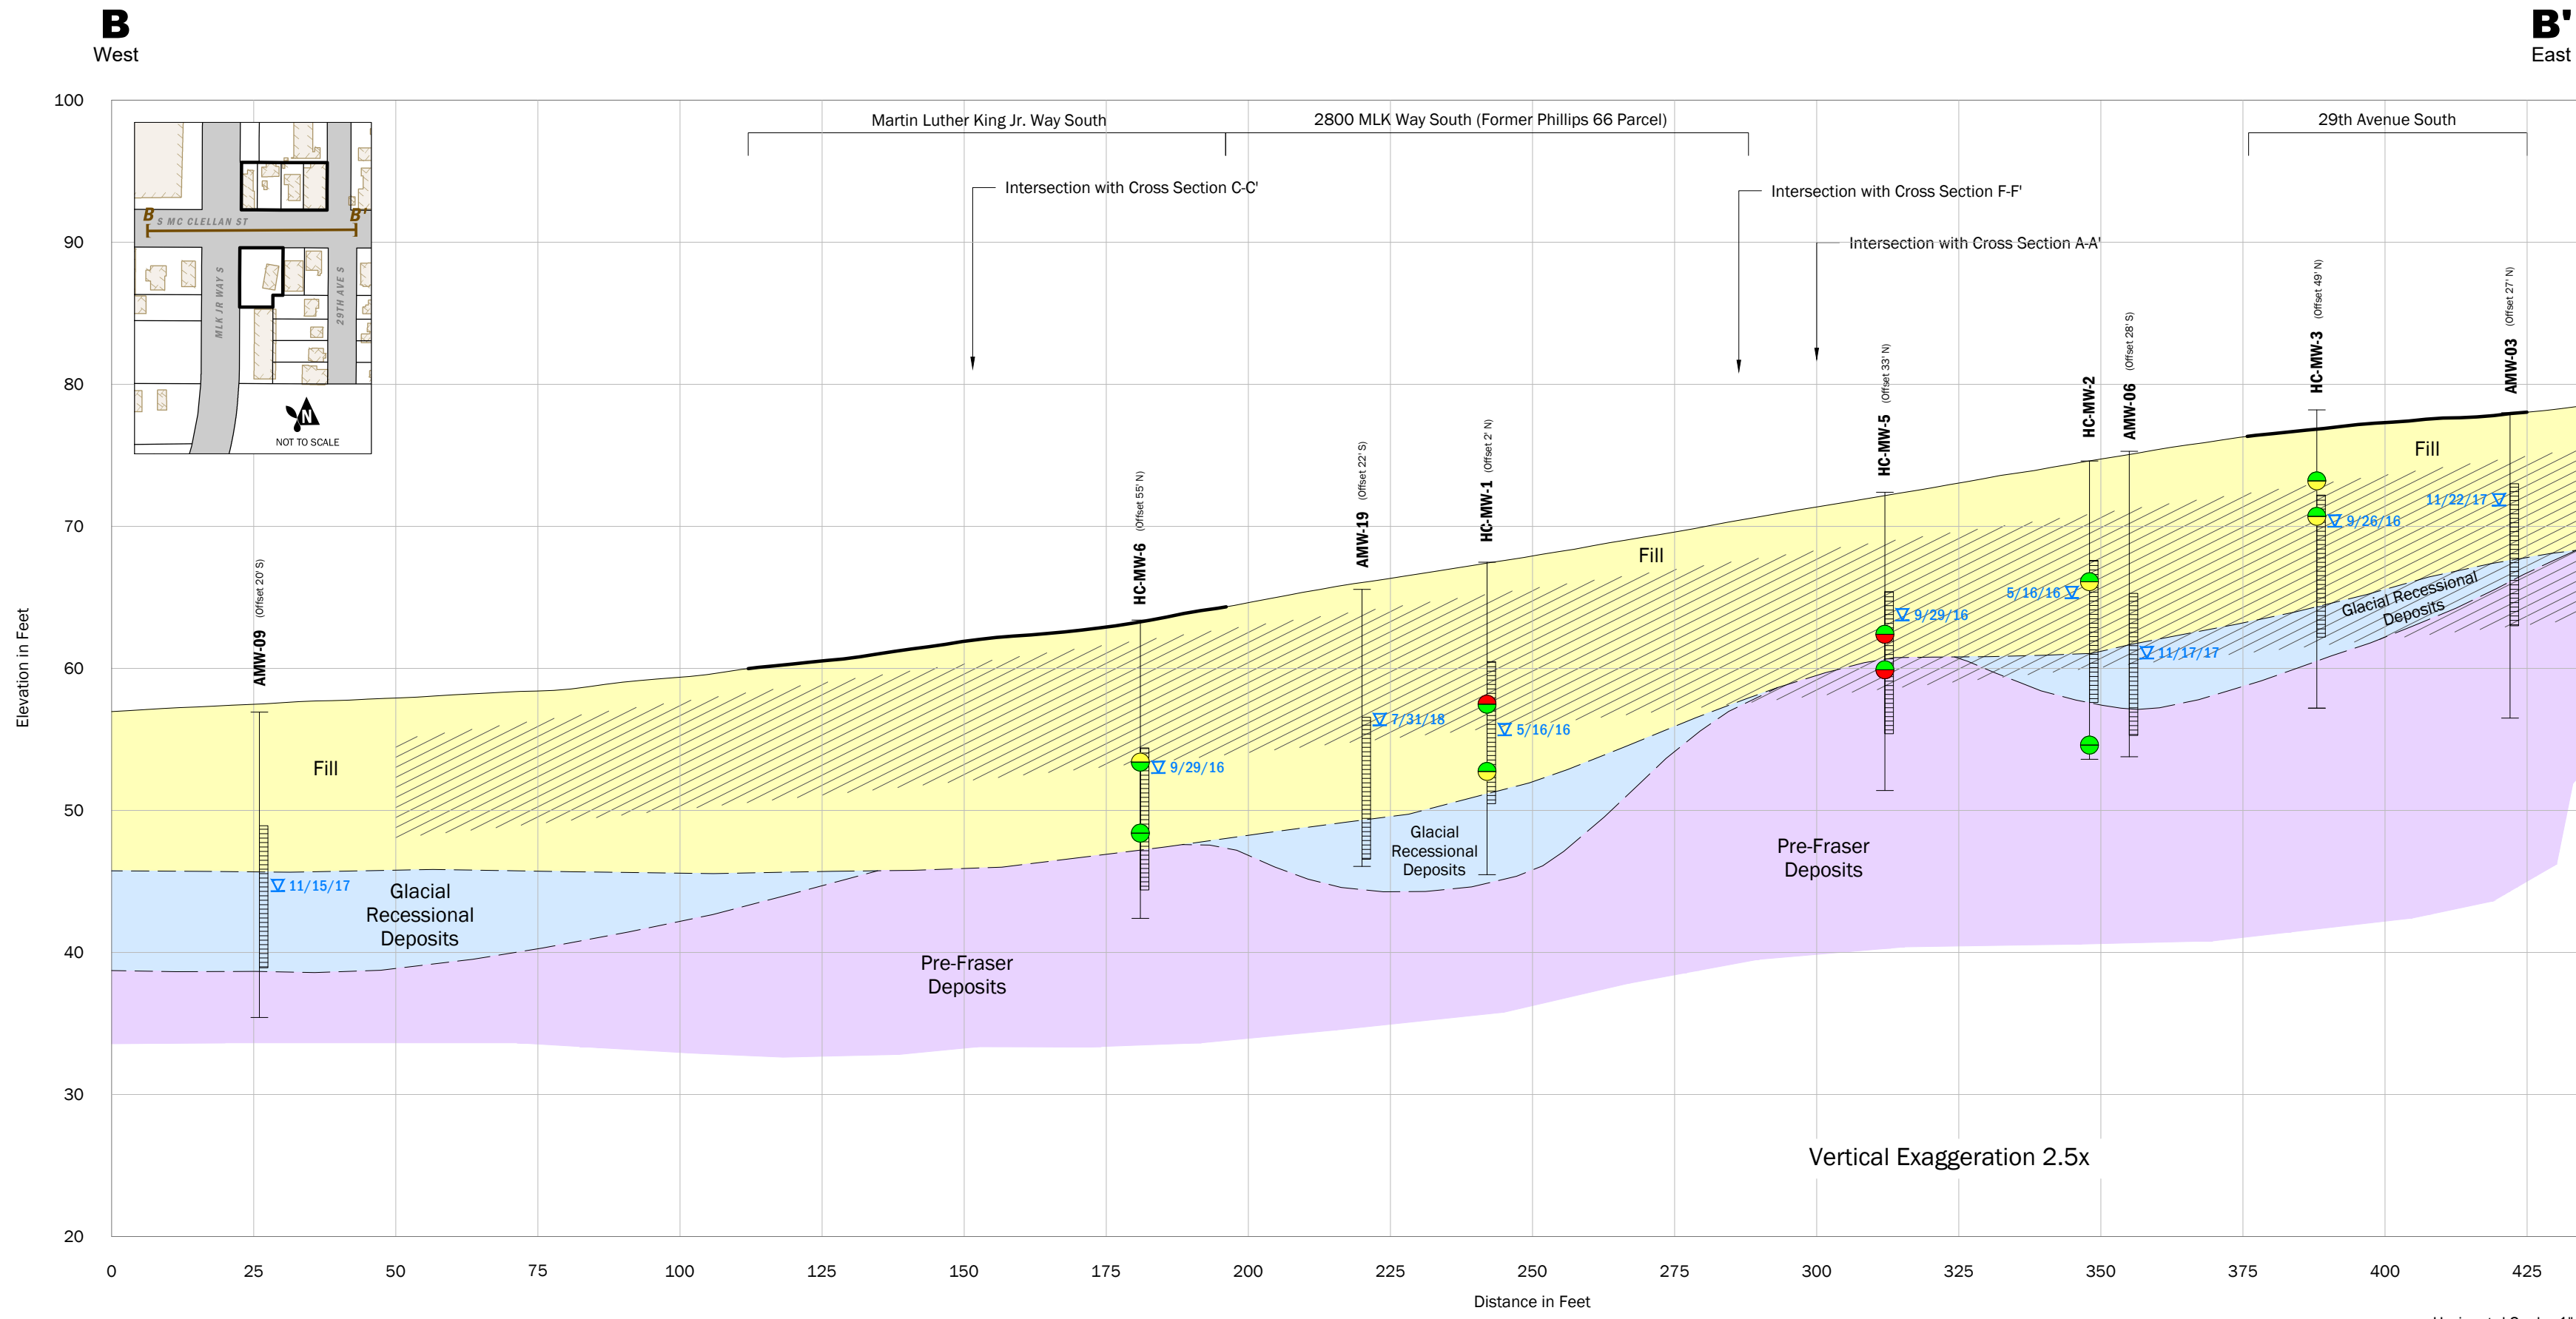 B
West
B'
East
100
90
80
70
60
50
40
30
20
Elevation in Feet
Martin Luther King Jr. Way South
2800 MLK Way South (Former Phillips 66 Parcel)
29th Avenue South
Intersection with Cross Section C-C'
Intersection with Cross Section F-F'
Intersection with Cross Section A-A'
B
B'
S MC CLELLAN ST
MLK JR WAY S
29TH AVE S
N
NOT TO SCALE
AMW-09 (Offset 20' S)
HC-MW-6 (Offset 55' N)
AMW-19 (Offset 22' S)
HC-MW-1 (Offset 2' N)
HC-MW-5 (Offset 33' N)
HC-MW-2
AMW-06 (Offset 28' S)
HC-MW-3 (Offset 49' N)
AMW-03 (Offset 27' N)
11/15/17
9/29/16
7/31/18
5/16/16
9/29/16
5/16/16
11/17/17
9/26/16
11/22/17
Fill
Fill
Fill
Glacial
Recessional
Deposits
Glacial
Recessional
Deposits
Glacial Recessional
Deposits
Pre-Fraser
Deposits
Pre-Fraser
Deposits
Vertical Exaggeration 2.5x
0 25 50 75 100 125 150 175 200 225 250 275 300 325 350 375 400 425
Distance in Feet